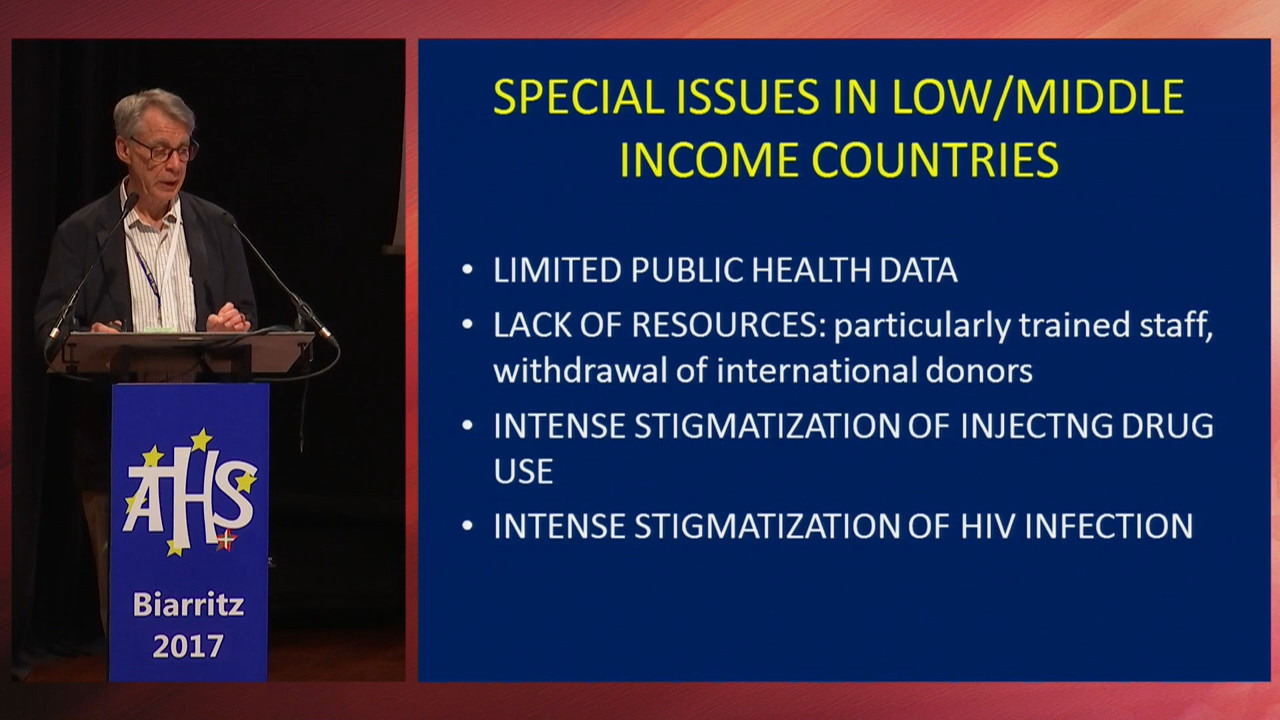 SPECIAL ISSUES IN LOW/MIDDLE
INCOME COUNTRIES
• LIMITED PUBLIC HEALTH DATA
• LACK OF RESOURCES: particularly trained staff,
withdrawal of international donors
• INTENSE STIGMATIZATION OF INJECTNG DRUG
USE
• INTENSE STIGMATIZATION OF HIV INFECTION
ATHS
Biarritz
2017